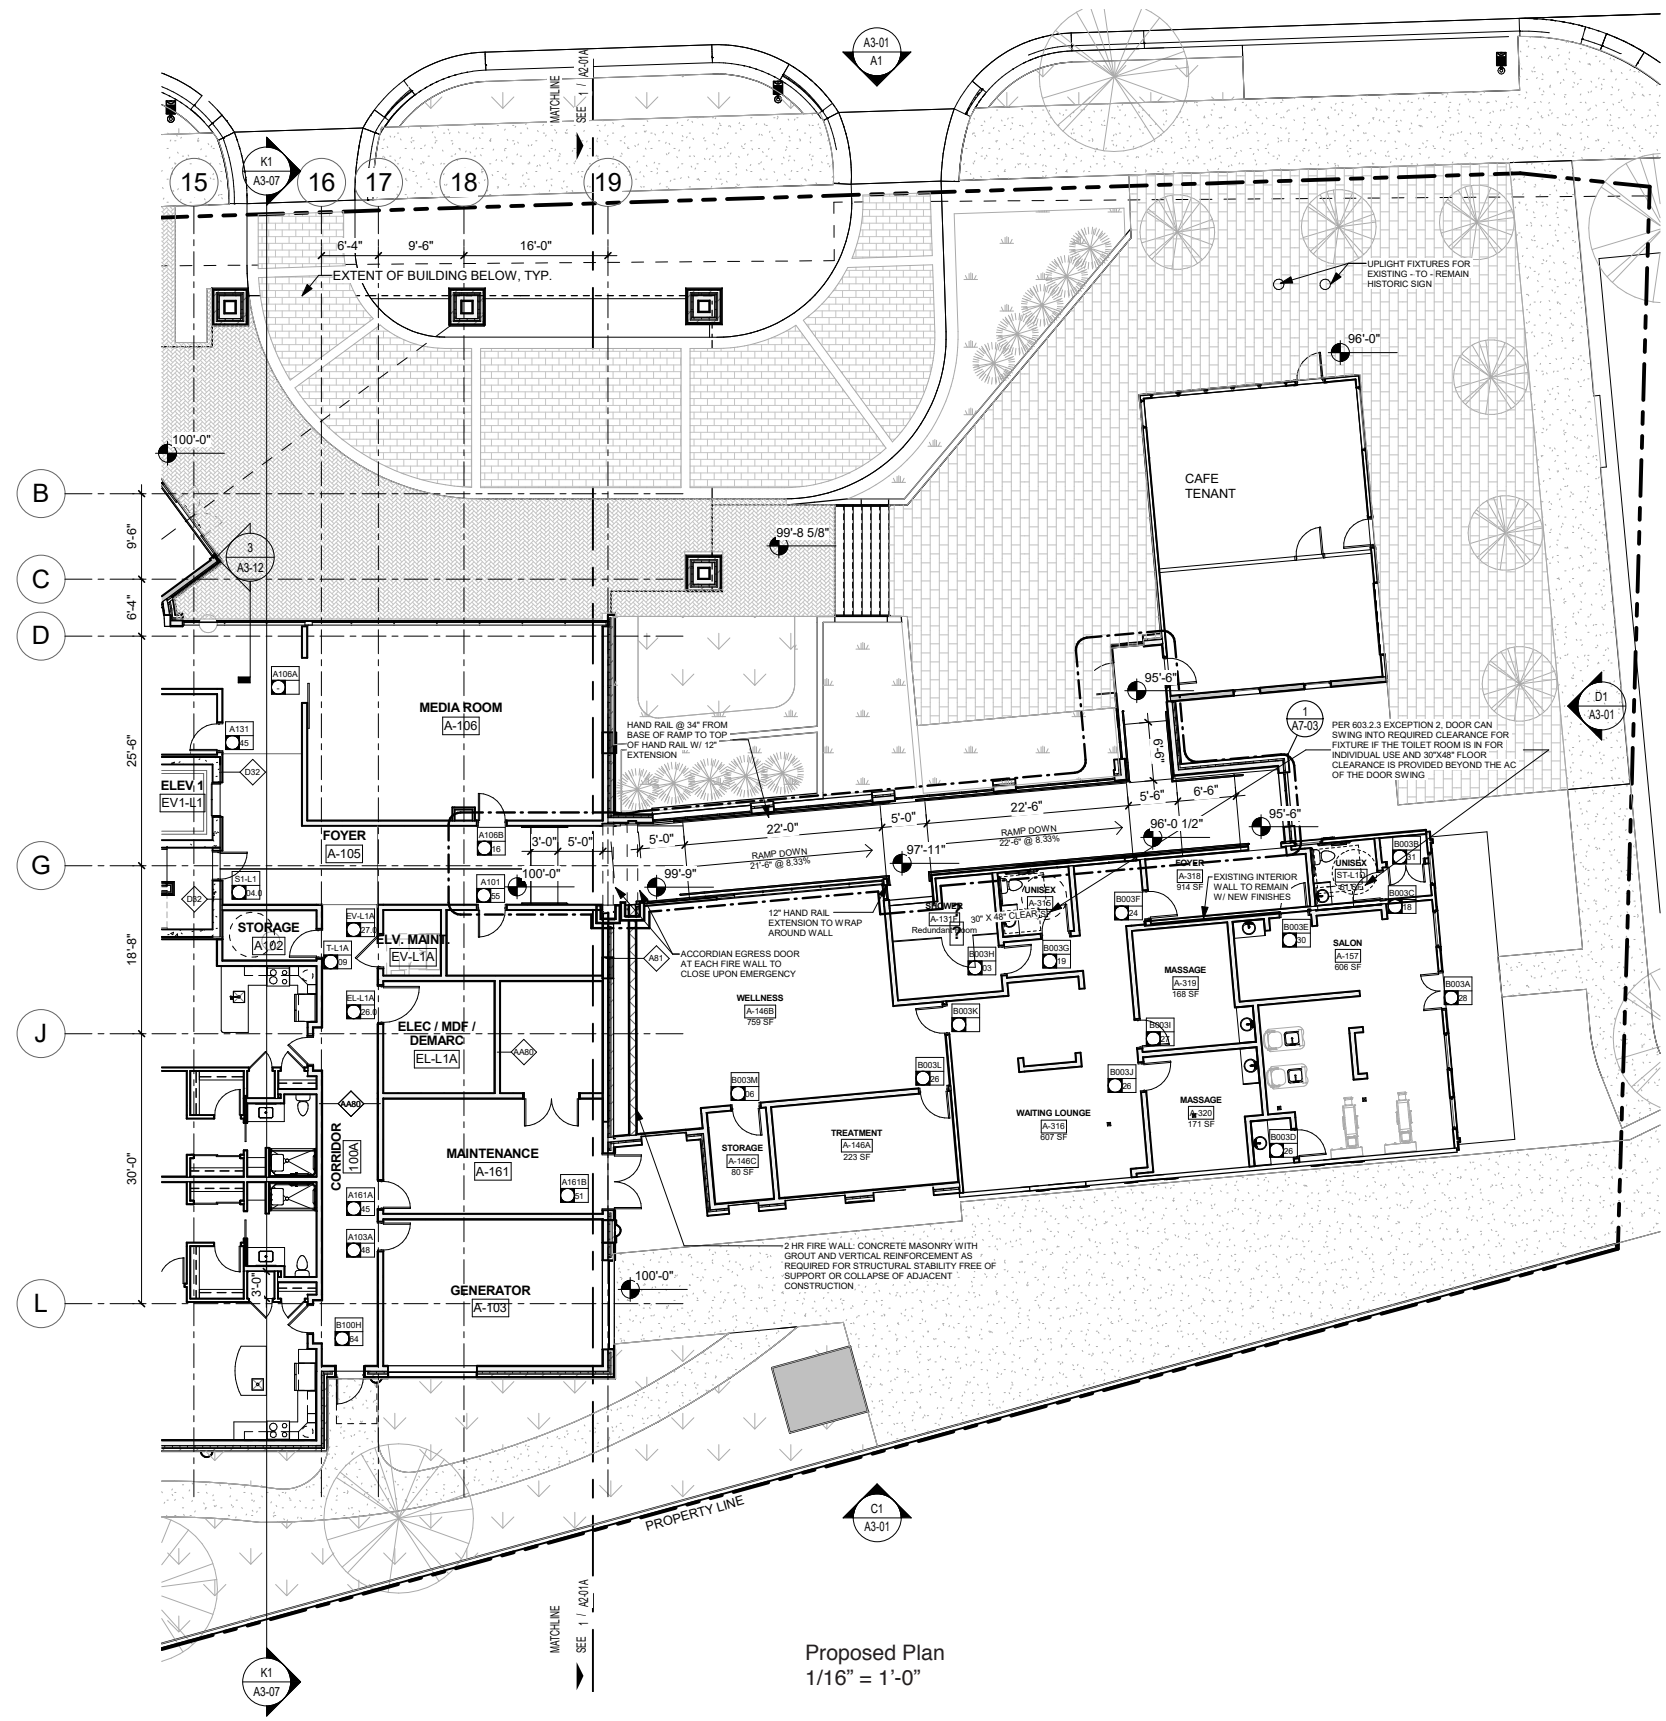 A3-01
A1
MATCHLINE
SEE 1 / A2-01A
K1
A3-07
15
16
17
18
19
6'-4"
9'-6"
16'-0"
EXTENT OF BUILDING BELOW, TYP.
UPLIGHT FIXTURES FOR
EXISTING - TO - REMAIN
HISTORIC SIGN
96'-0"
100'-0"
CAFE
TENANT
B
9'-6"
99'-8 5/8"
3
A3-12
C
6'-4"
D
A106A
95'-6"
D1
A3-01
MEDIA ROOM
A-106
A131
45
HAND RAIL @ 34" FROM
BASE OF RAMP TO TOP
OF HAND RAIL W/ 12"
EXTENSION
1
A7-03
PER 603.2.3 EXCEPTION 2, DOOR CAN
SWING INTO REQUIRED CLEARANCE FOR
FIXTURE IF THE TOILET ROOM IS IN FOR
INDIVIDUAL USE AND 30"X48" FLOOR
CLEARANCE IS PROVIDED BEYOND THE AC
OF THE DOOR SWING
25'-6"
9'-6"
D32
ELEV 1
EV1-L1
5'-6"
6'-6"
22'-6"
5'-0"
22'-0"
5'-0"
95'-6"
96'-0 1/2"
FOYER
A-105
A106B
16
3'-0"
5'-0"
RAMP DOWN
21'-6" @ 8.33%
RAMP DOWN
22'-6" @ 8.33%
97'-11"
G
S1-L1
04.0
A101
55
100'-0"
99'-9"
D32
FOYER
A-318
914 SF
EXISTING INTERIOR
WALL TO REMAIN
W/ NEW FINISHES
UNISEX
ST-L1D
B003B
31
B003C
18
UNISEX
A-316
30" X 48" CLEAR
SHOWER
A-131E
Redundant Room
?
B003F
24
12" HAND RAIL
EXTENSION TO WRAP
AROUND WALL
STORAGE
A102
EV-L1A
27.0
T-L1A
09
ELV. MAINT.
EV-L1A
A81
ACCORDIAN EGRESS DOOR
AT EACH FIRE WALL TO
CLOSE UPON EMERGENCY
B003H
03
B003G
19
B003E
30
SALON
A-157
606 SF
B003A
28
MASSAGE
A-319
168 SF
18'-8"
EL-L1A
26.0
WELLNESS
A-146B
759 SF
B003K
J
ELEC / MDF /
DEMARC
EL-L1A
AA80
B003I
27
B003L
26
B003J
26
B003M
06
AA80
CORRIDOR
100A
MAINTENANCE
A-161
WAITING LOUNGE
A-316
607 SF
MASSAGE
A-320
171 SF
B003D
26
TREATMENT
A-146A
223 SF
STORAGE
A-146C
80 SF
30'-0"
A161A
45
A161B
51
A103A
48
2 HR FIRE WALL: CONCRETE MASONRY WITH
GROUT AND VERTICAL REINFORCEMENT AS
REQUIRED FOR STRUCTURAL STABILITY FREE OF
SUPPORT OR COLLAPSE OF ADJACENT
CONSTRUCTION
3'-0"
GENERATOR
A-103
100'-0"
L
B100H
64
PROPERTY LINE
C1
A3-01
MATCHLINE
SEE 1 / A2-01A
K1
A3-07
Proposed Plan
1/16” = 1’-0”